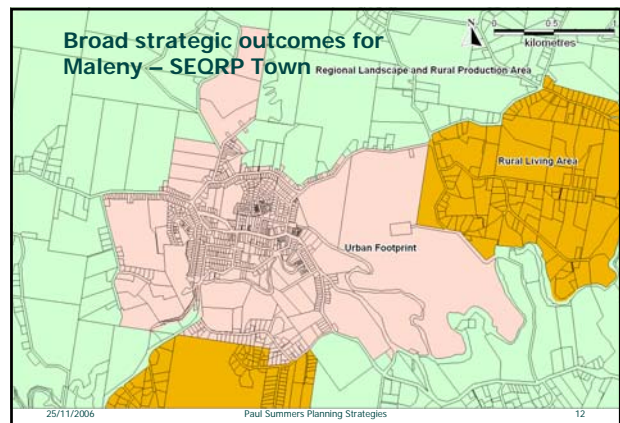 Broad strategic outcomes for
Maleny – SEQRP Town
N
0 0.5 1
kilometres
Regional Landscape and Rural Production Area
Rural Living Area
Urban Footprint
25/11/2006
Paul Summers Planning Strategies
12